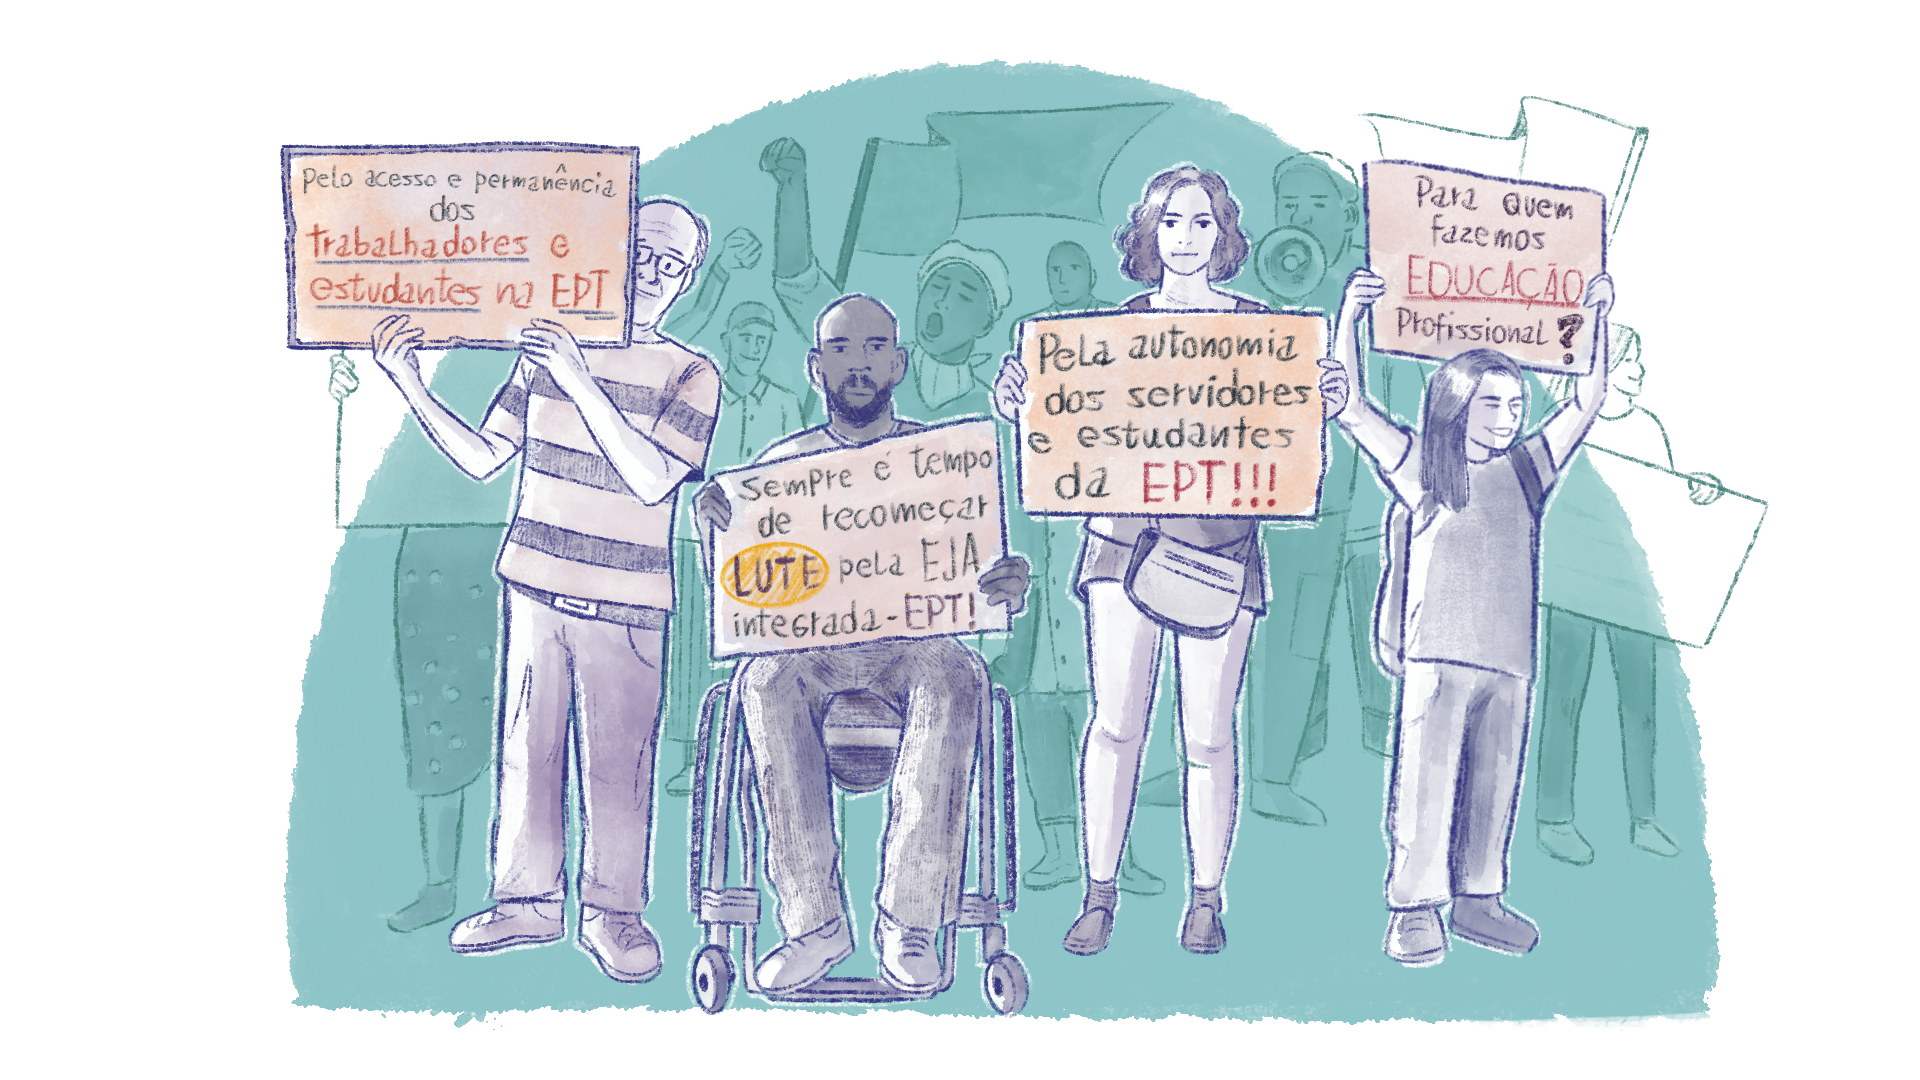 Pelo acesso e permanência
dos
trabalhadores e
estudantes na EPT
Sempre é tempo
de recomeçar
LUTE pela EJA
integrada-EPT!
Pela autonomia
dos servidores
e estudantes
da EPT!!!
Para quem
fazemos
EDUCAÇÃO
Profissional?